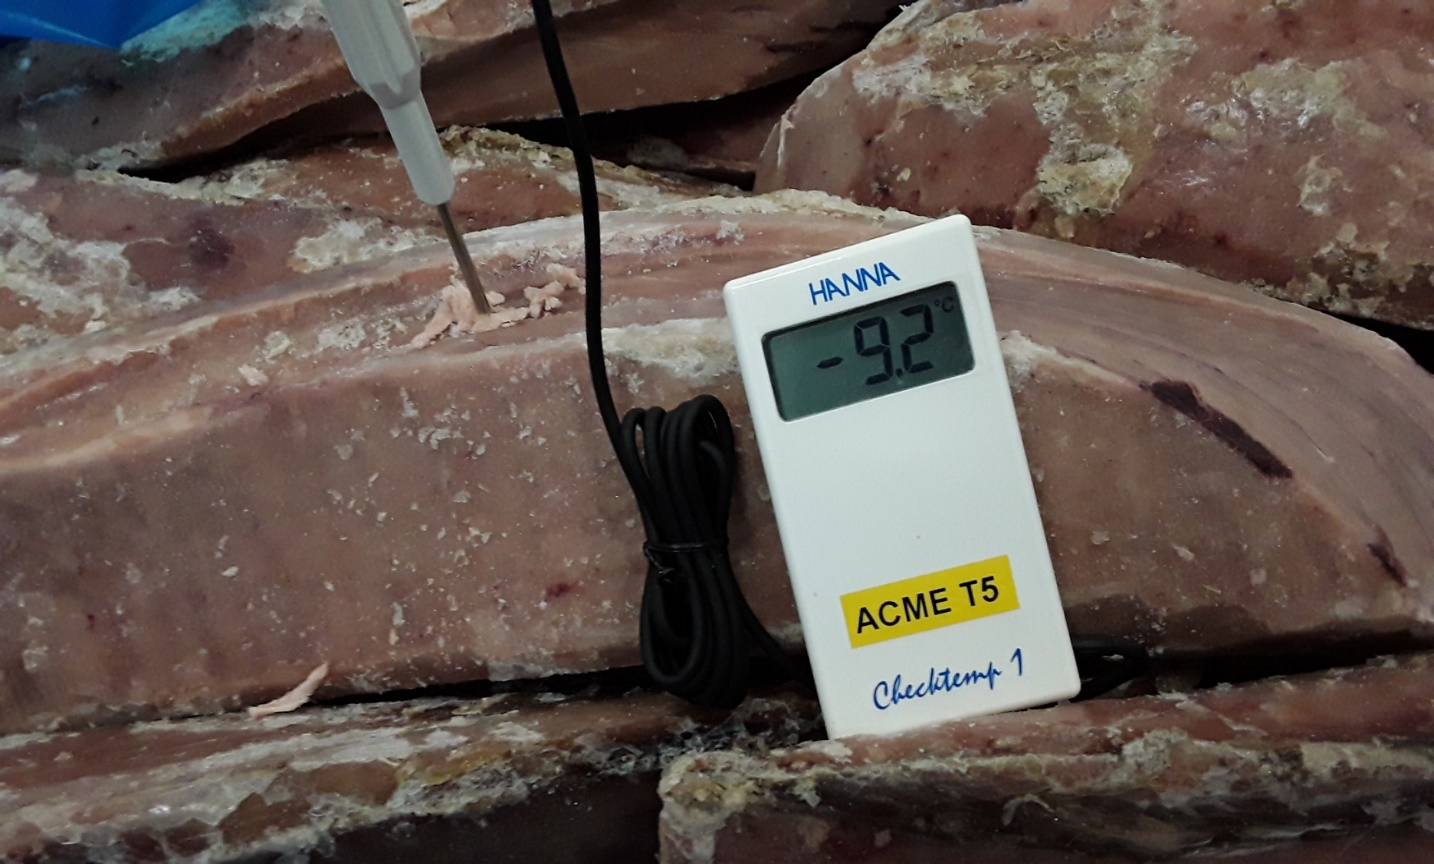 HANNA
-9.2 °C
ACME T5
Checktemp 1